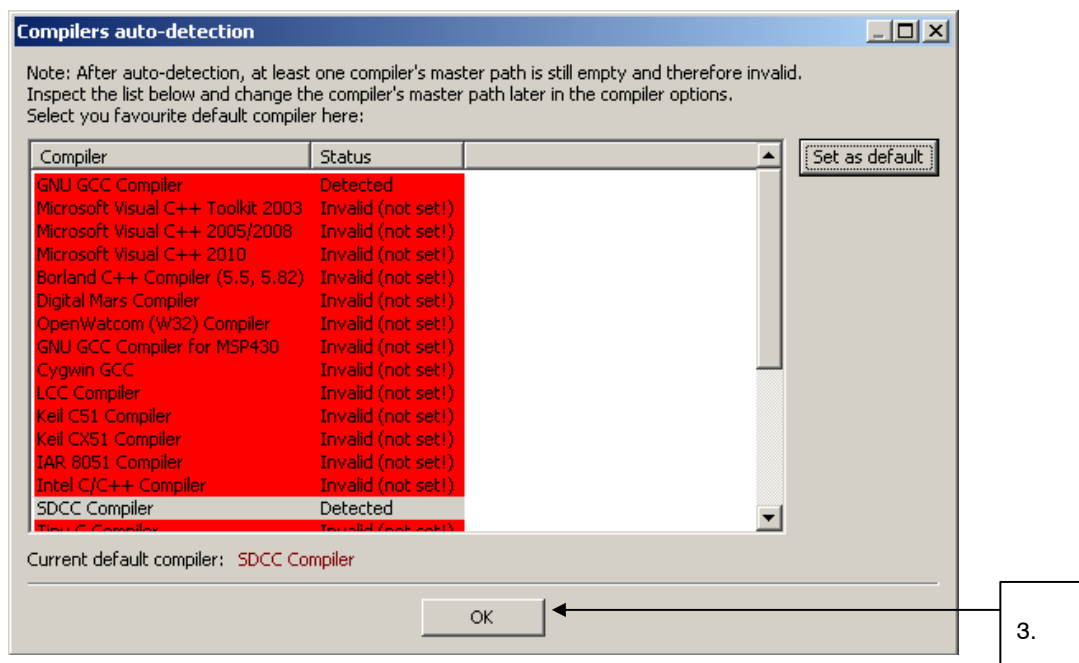 Compilers auto-detection
Note: After auto-detection, at least one compiler's master path is still empty and therefore invalid.
Inspect the list below and change the compiler's master path later in the compiler options.
Select you favourite default compiler here:
Compiler Status
Set as default
GNU GCC Compiler Detected
Microsoft Visual C++ Toolkit 2003 Invalid (not set!)
Microsoft Visual C++ 2005/2008 Invalid (not set!)
Microsoft Visual C++ 2010 Invalid (not set!)
Borland C++ Compiler (5.5, 5.82) Invalid (not set!)
Digital Mars Compiler Invalid (not set!)
OpenWatcom (W32) Compiler Invalid (not set!)
GNU GCC Compiler for MSP430 Invalid (not set!)
Cygwin GCC Invalid (not set!)
LCC Compiler Invalid (not set!)
Keil C51 Compiler Invalid (not set!)
Keil CX51 Compiler Invalid (not set!)
IAR 8051 Compiler Invalid (not set!)
Intel C/C++ Compiler Invalid (not set!)
SDCC Compiler Detected
Tiny C Compiler Invalid (not set!)
Current default compiler: SDCC Compiler
OK
3.